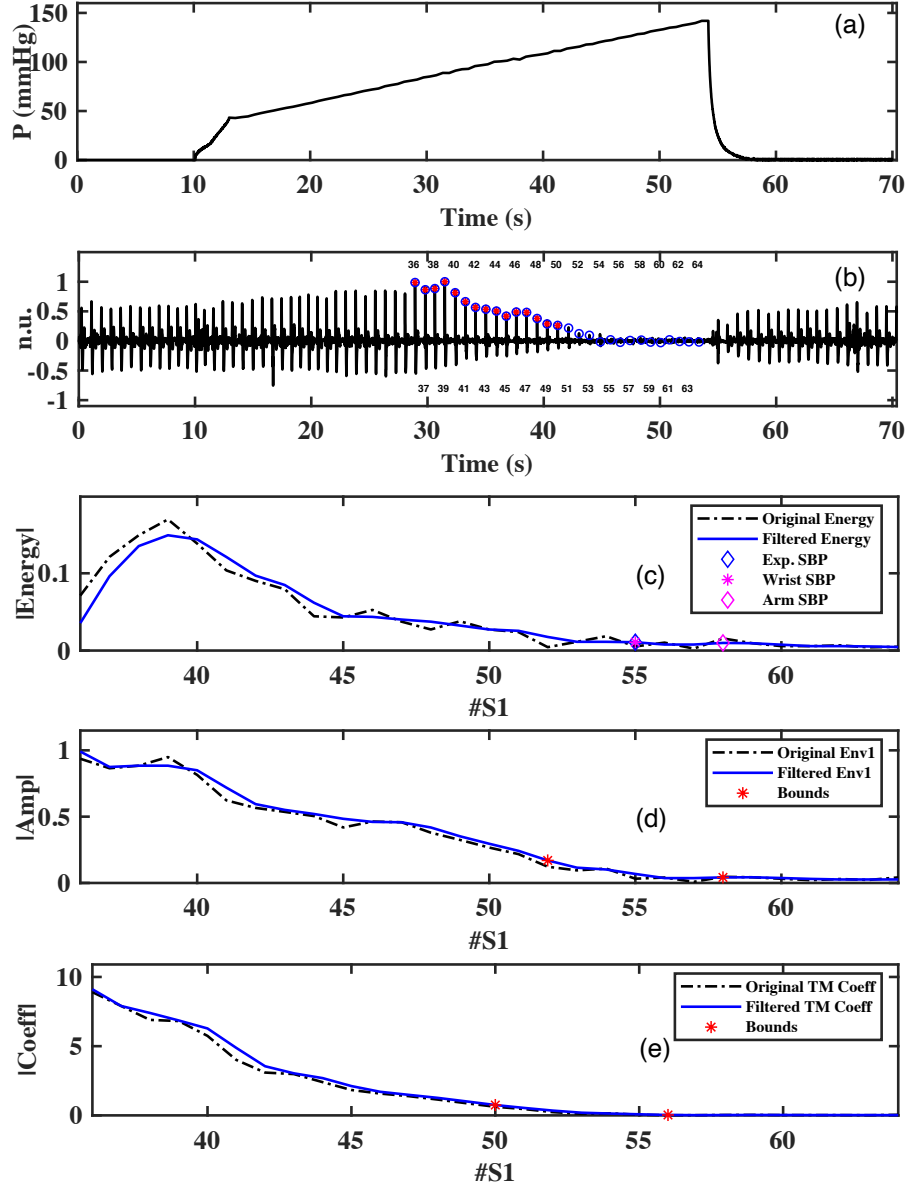 (a)
P (mmHg)
150
100
50
0
0 10 20 30 40 50 60 70
Time (s)
(b)
n.u.
1
0.5
0
-0.5
-1
36 38 40 42 44 46 48 50 52 54 56 58 60 62 64
37 39 41 43 45 47 49 51 53 55 57 59 61 63
0 10 20 30 40 50 60 70
Time (s)
|Energy|
0.1
0
(c)
Original Energy
Filtered Energy
Exp. SBP
Wrist SBP
Arm SBP
40 45 50 55 60
#S1
|Amp|
1
0.5
0
(d)
Original Env1
Filtered Env1
Bounds
40 45 50 55 60
#S1
|Coeff|
10
5
0
(e)
Original TM Coeff
Filtered TM Coeff
Bounds
40 45 50 55 60
#S1